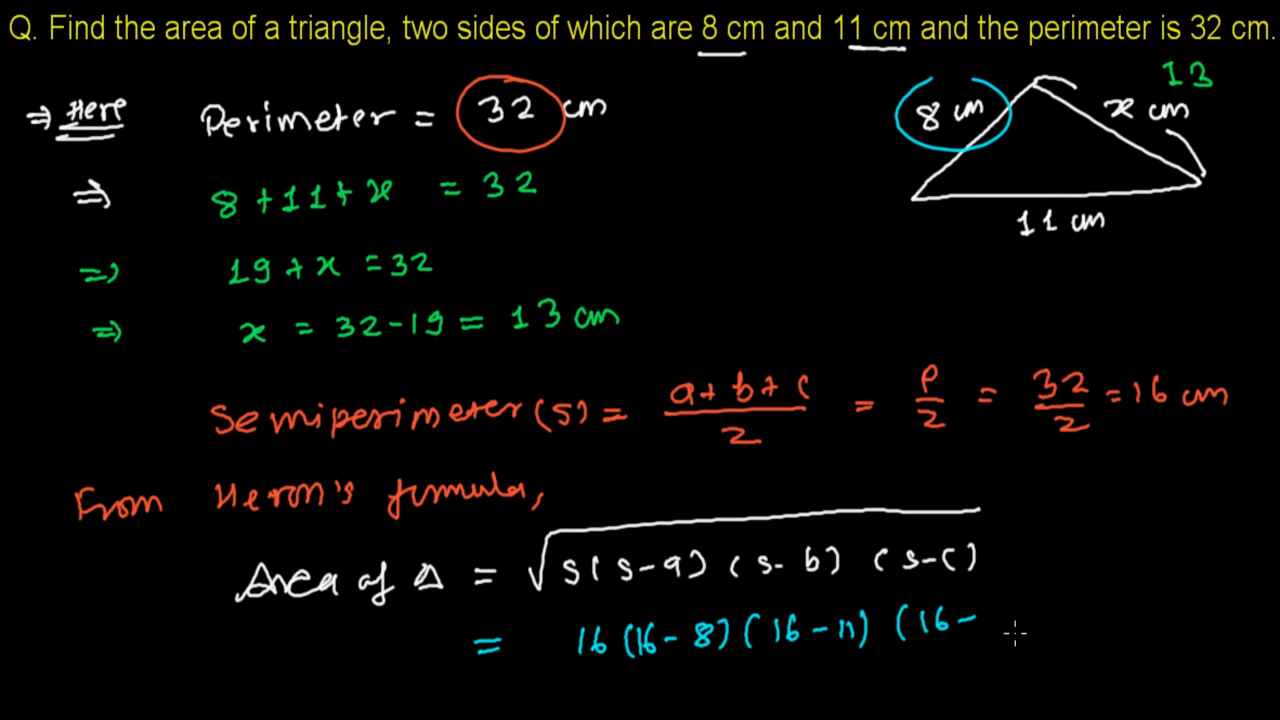 Q. Find the area of a triangle, two sides of which are 8 cm and 11 cm and the perimeter is 32 cm.
⇒ Here Perimeter = 32 cm
⇒ 8+11+x = 32
⇒ 19+x = 32
⇒ x = 32-19 = 13 cm
13
8 cm
x cm
11 cm
Semiperimeter (S) = a+b+c/2 = P/2 = 32/2 = 16 cm
From Heron's formula,
Area of Δ = √s(s-a)(s-b)(s-c)
= 16(16-8)(16-11)(16-